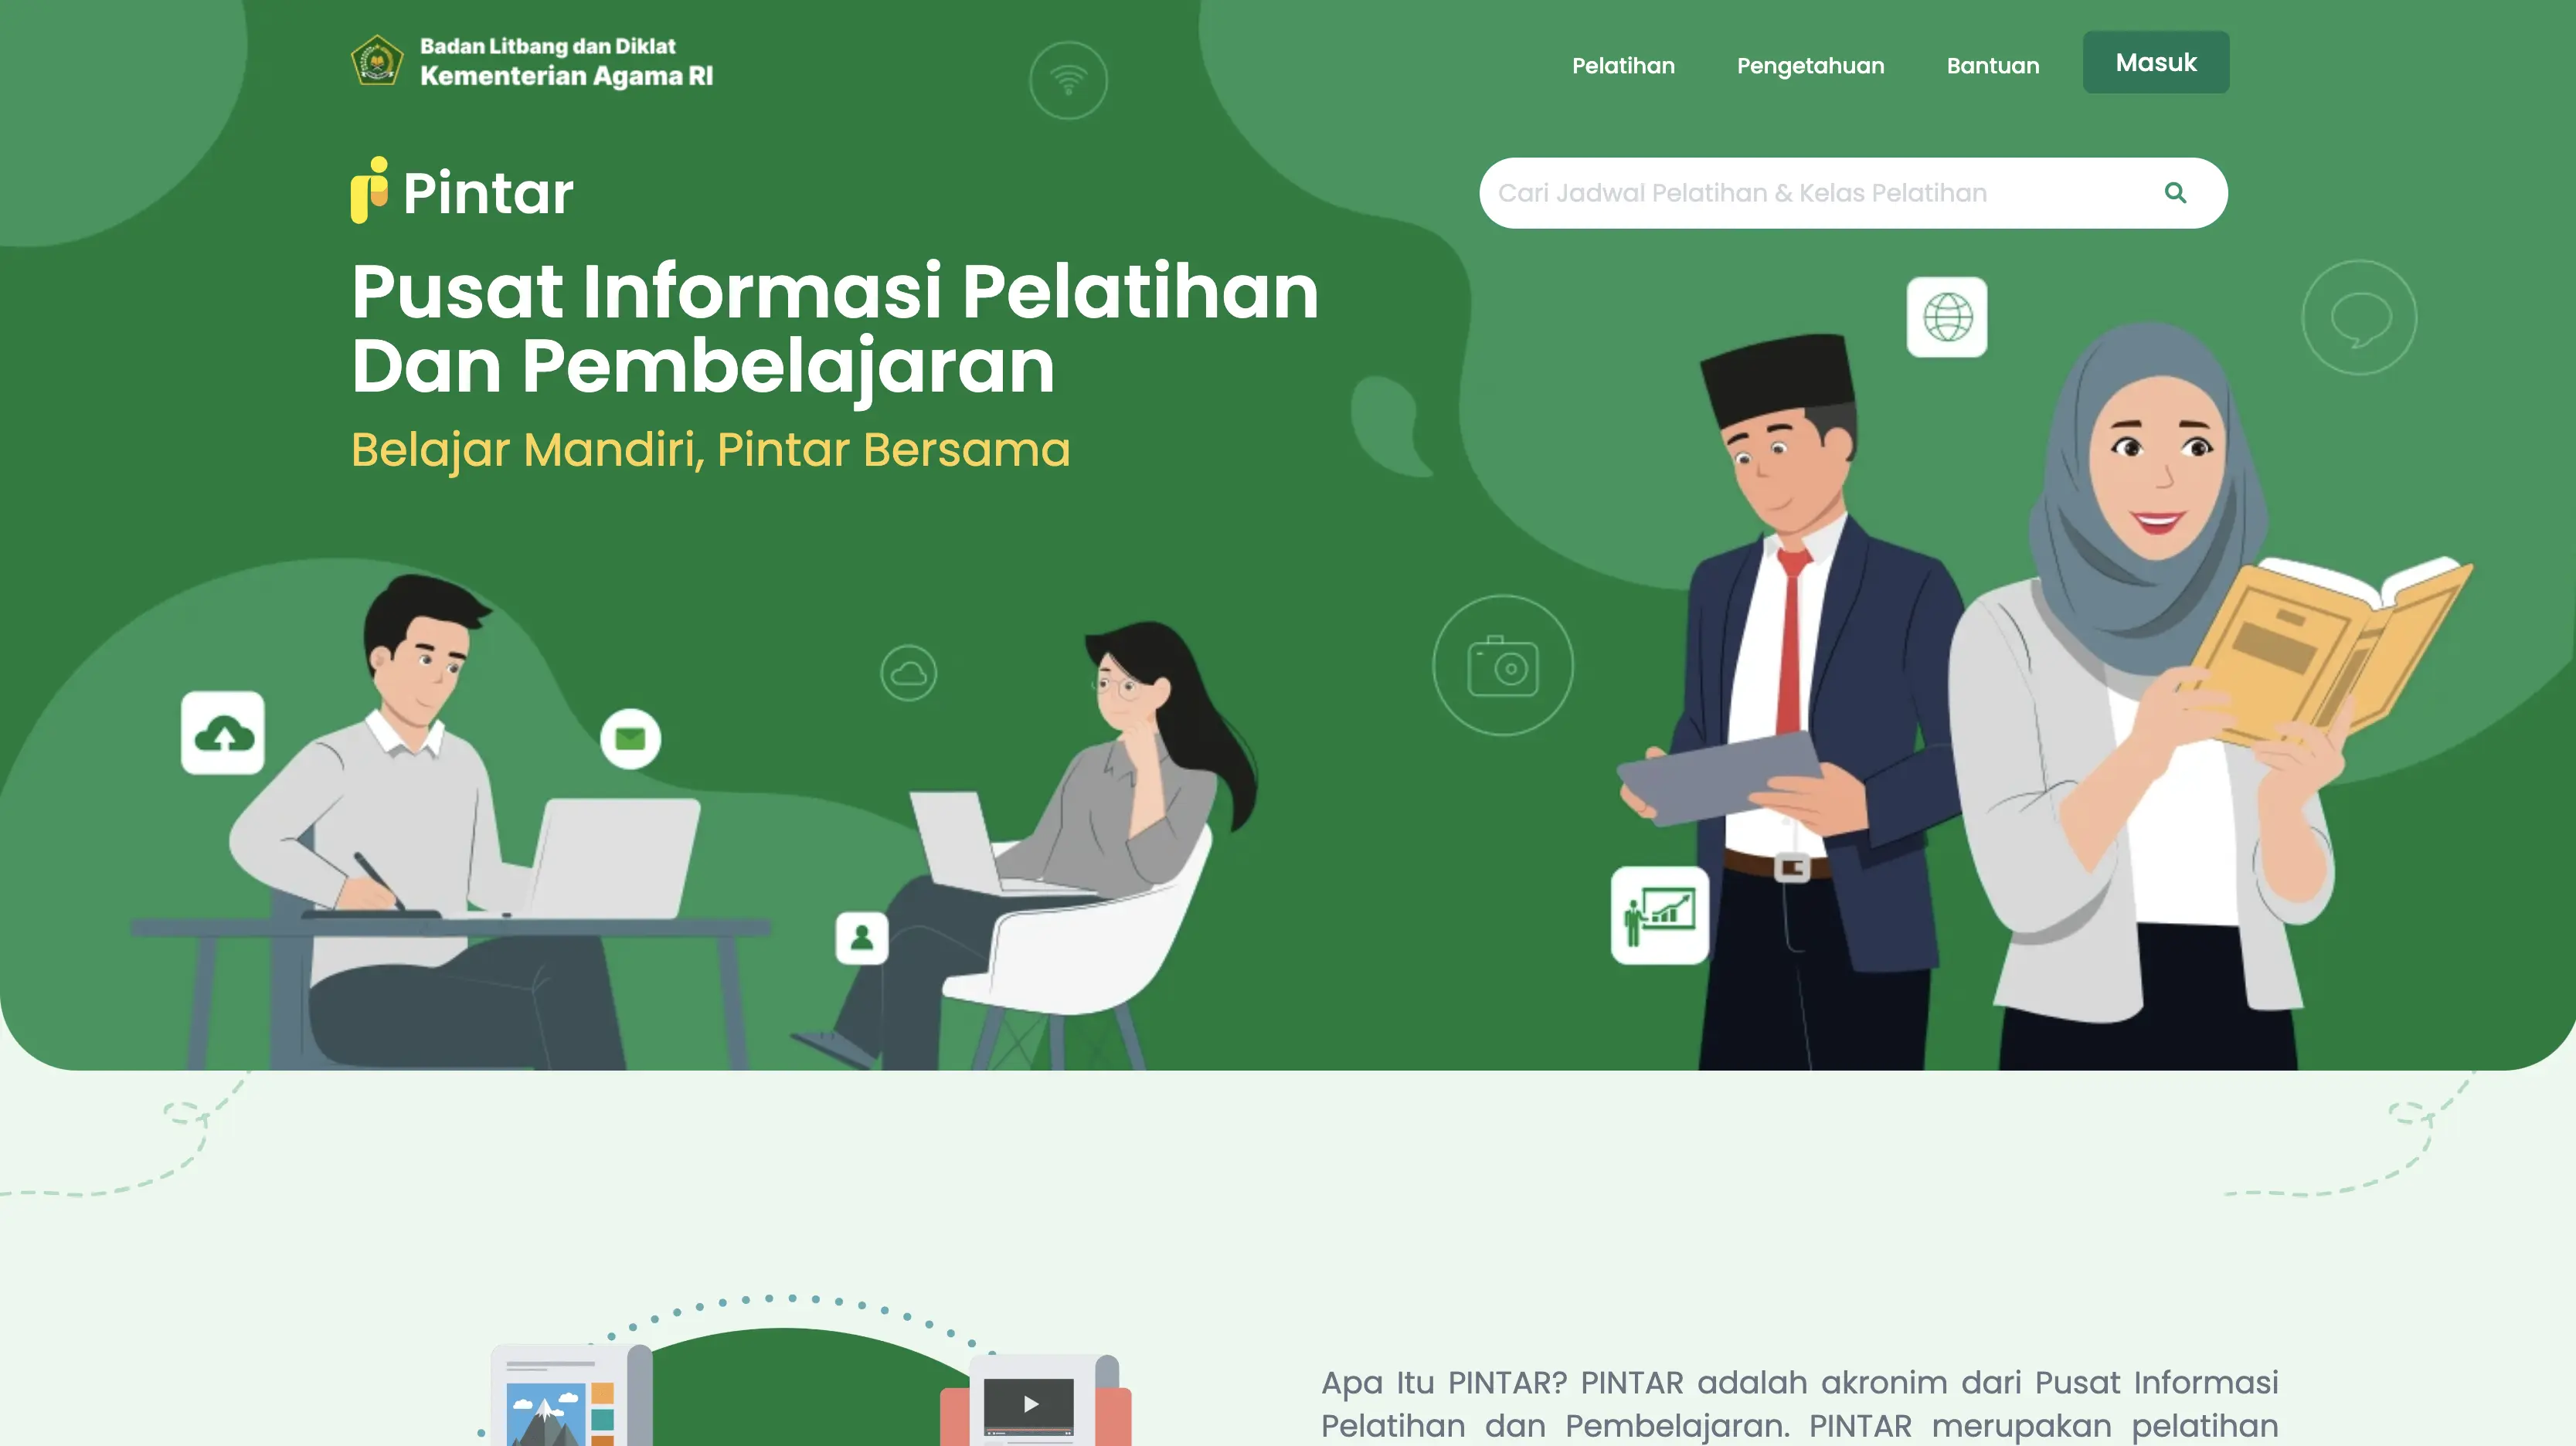 Badan Litbang dan Diklat
Kementerian Agama RI
Pelatihan
Pengetahuan
Bantuan
Masuk
Pintar
Cari Jadwal Pelatihan & Kelas Pelatihan
Pusat Informasi Pelatihan
Dan Pembelajaran
Belajar Mandiri, Pintar Bersama
Apa Itu PINTAR? PINTAR adalah akronim dari Pusat Informasi
Pelatihan dan Pembelajaran. PINTAR merupakan pelatihan